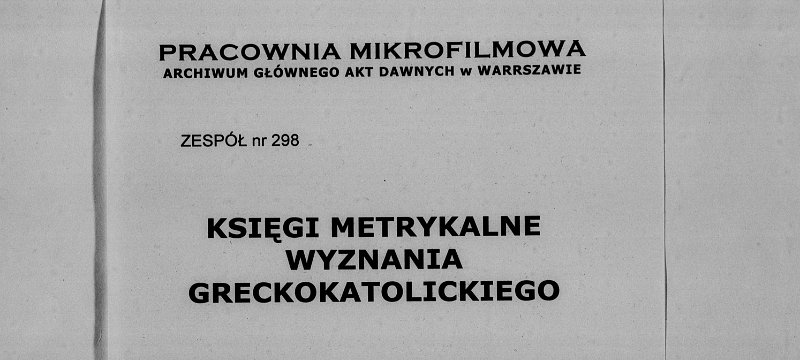 PRACOWNIA MIKROFILMOWA
ARCHIWUM GŁÓWNEGO AKT DAWNYCH w WARRSZAWIE
ZESPÓŁ nr 298
KSIĘGI METRYKALNE
WYZNANIA
GRECKOKATOLICKIEGO